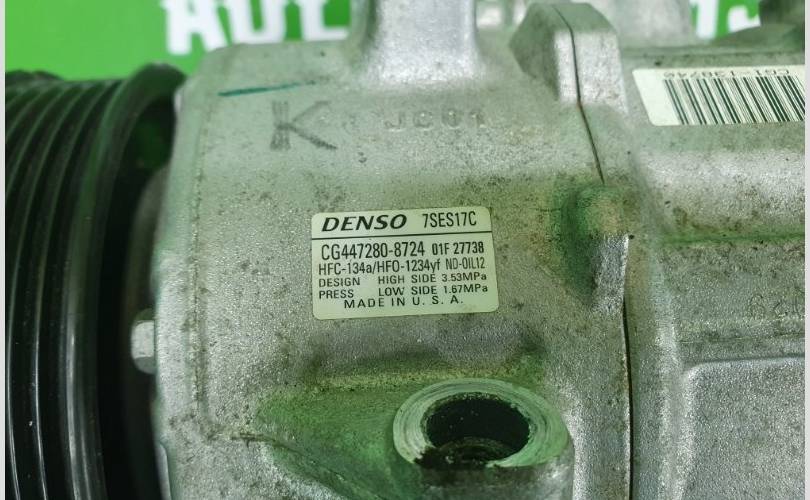 K JC01
DENSO 7SES17C
CG447280-8724 01F 27738
HFC-134a/HFO-1234yf ND-OIL12
DESIGN HIGH SIDE 3.53MPa
PRESS LOW SIDE 1.67MPa
MADE IN U.S.A.